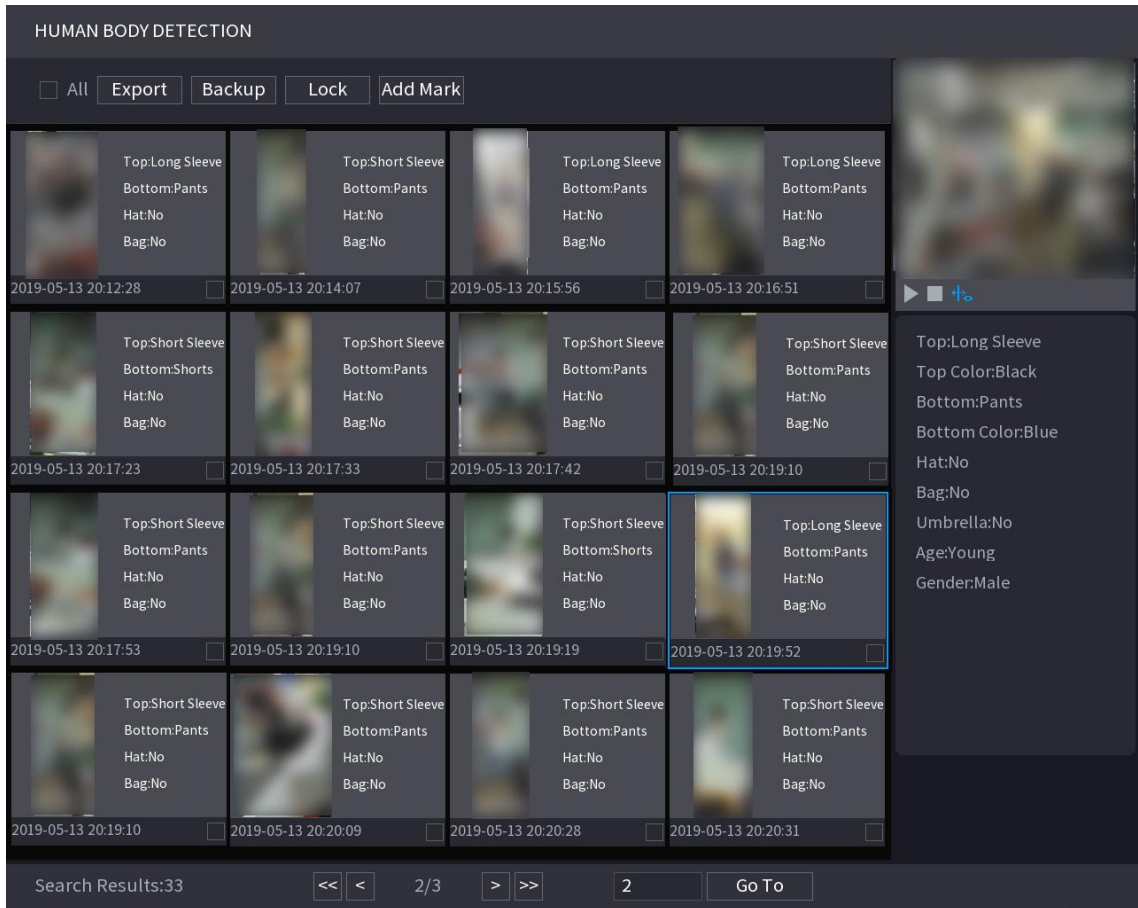 HUMAN BODY DETECTION
All Export Backup Lock Add Mark
Top:Long Sleeve
Bottom:Pants
Hat:No
Bag:No
2019-05-13 20:12:28
Top:Short Sleeve
Bottom:Pants
Hat:No
Bag:No
2019-05-13 20:14:07
Top:Long Sleeve
Bottom:Pants
Hat:No
Bag:No
2019-05-13 20:15:56
Top:Long Sleeve
Bottom:Pants
Hat:No
Bag:No
2019-05-13 20:16:51
Top:Short Sleeve
Bottom:Shorts
Hat:No
Bag:No
2019-05-13 20:17:23
Top:Short Sleeve
Bottom:Pants
Hat:No
Bag:No
2019-05-13 20:17:33
Top:Short Sleeve
Bottom:Pants
Hat:No
Bag:No
2019-05-13 20:17:42
Top:Short Sleeve
Bottom:Pants
Hat:No
Bag:No
2019-05-13 20:19:10
Top:Short Sleeve
Bottom:Pants
Hat:No
Bag:No
2019-05-13 20:17:53
Top:Short Sleeve
Bottom:Pants
Hat:No
Bag:No
2019-05-13 20:19:10
Top:Short Sleeve
Bottom:Shorts
Hat:No
Bag:No
2019-05-13 20:19:19
Top:Long Sleeve
Bottom:Pants
Hat:No
Bag:No
2019-05-13 20:19:52
Top:Short Sleeve
Bottom:Pants
Hat:No
Bag:No
2019-05-13 20:19:10
Top:Short Sleeve
Bottom:Pants
Hat:No
Bag:No
2019-05-13 20:20:09
Top:Short Sleeve
Bottom:Pants
Hat:No
Bag:No
2019-05-13 20:20:28
Top:Short Sleeve
Bottom:Pants
Hat:No
Bag:No
2019-05-13 20:20:31
Top:Long Sleeve
Top Color:Black
Bottom:Pants
Bottom Color:Blue
Hat:No
Bag:No
Umbrella:No
Age:Young
Gender:Male
Search Results:33 << < 2/3 > >> 2 Go To